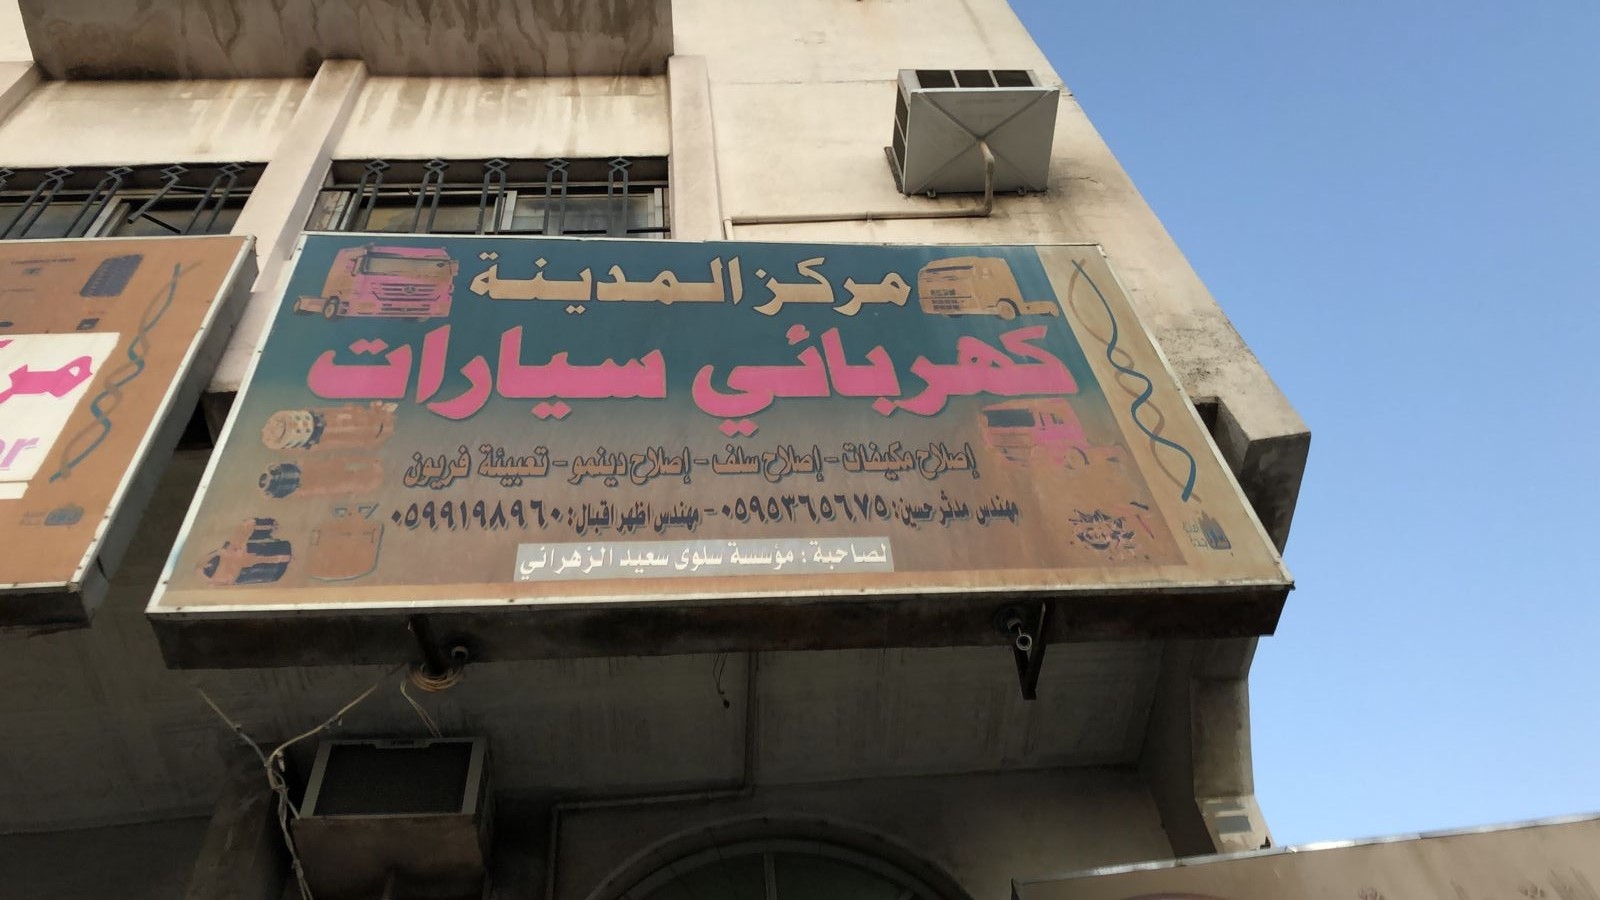 مركز المدينة
كهربائي سيارات
إصلاح مكيفات - إصلاح سلف - إصلاح دينمو - تعبيئة فريون
مهندس مدثر حسين: ٠٥٩٥٣٦٥٦٧٥ - مهندس اظهر اقبال: ٠٥٩٩١٩٨٩٦٠
لصاحبة : مؤسسة سلوى سعيد الزهراني